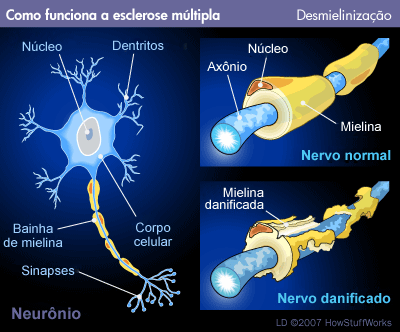 Como funciona a esclerose múltipla
Desmielinização
Núcleo
Dentritos
Bainha
de mielina
Corpo
celular
Sinapses
Neurônio
Núcleo
Axônio
Mielina
Nervo normal
Mielina
danificada
Nervo danificado
LD ©2007 HowStuffWorks